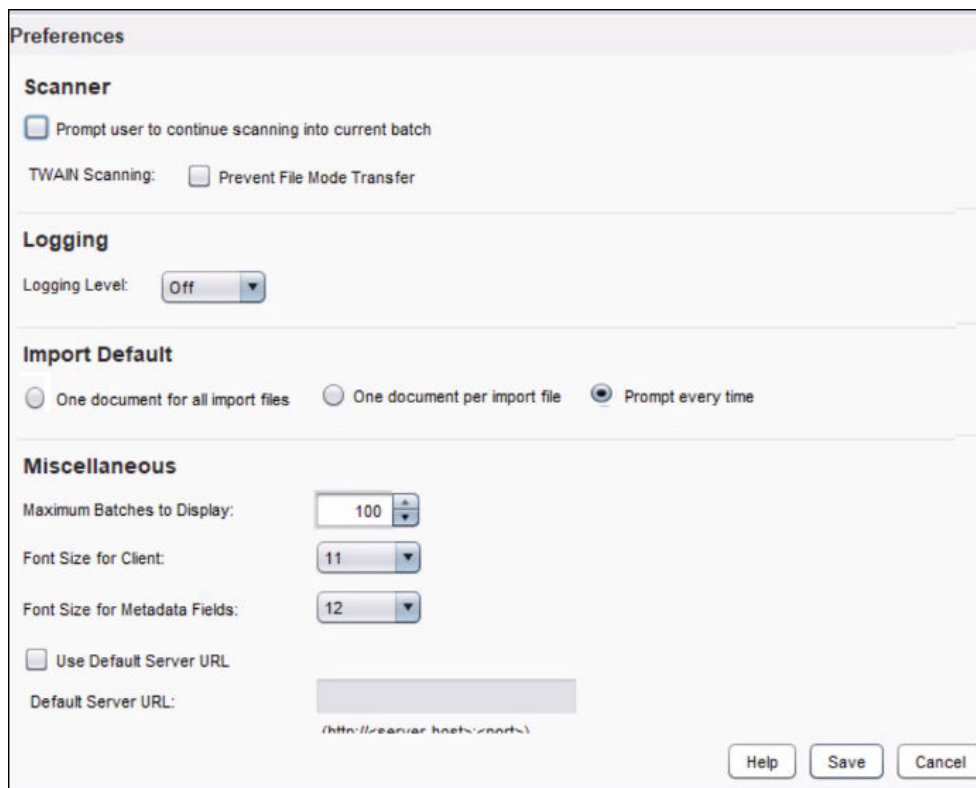 Preferences
Scanner
Prompt user to continue scanning into current batch
TWAIN Scanning: Prevent File Mode Transfer
Logging
Logging Level: Off
Import Default
One document for all import files One document per import file Prompt every time
Miscellaneous
Maximum Batches to Display: 100
Font Size for Client: 11
Font Size for Metadata Fields: 12
Use Default Server URL
Default Server URL:
(http://<server_host>:<port>)
Help Save Cancel